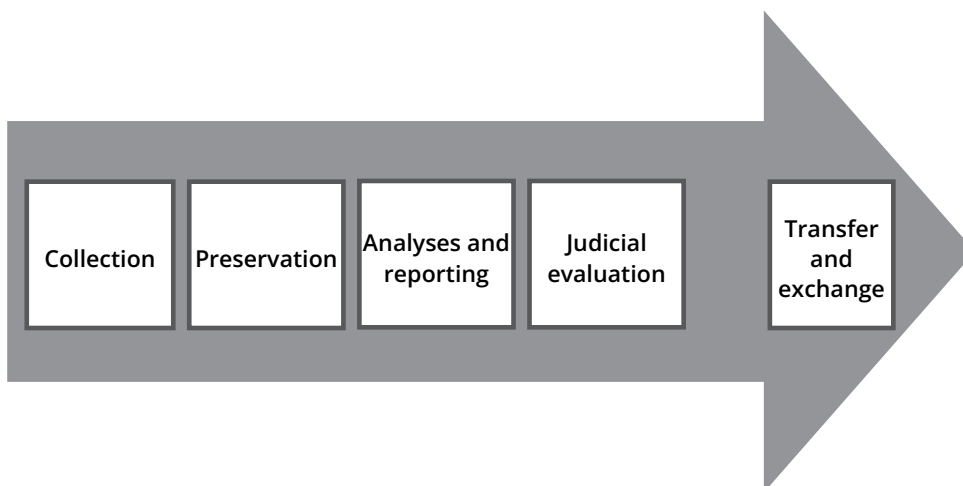 Collection
Preservation
Analyses and
reporting
Judicial
evaluation
Transfer
and
exchange